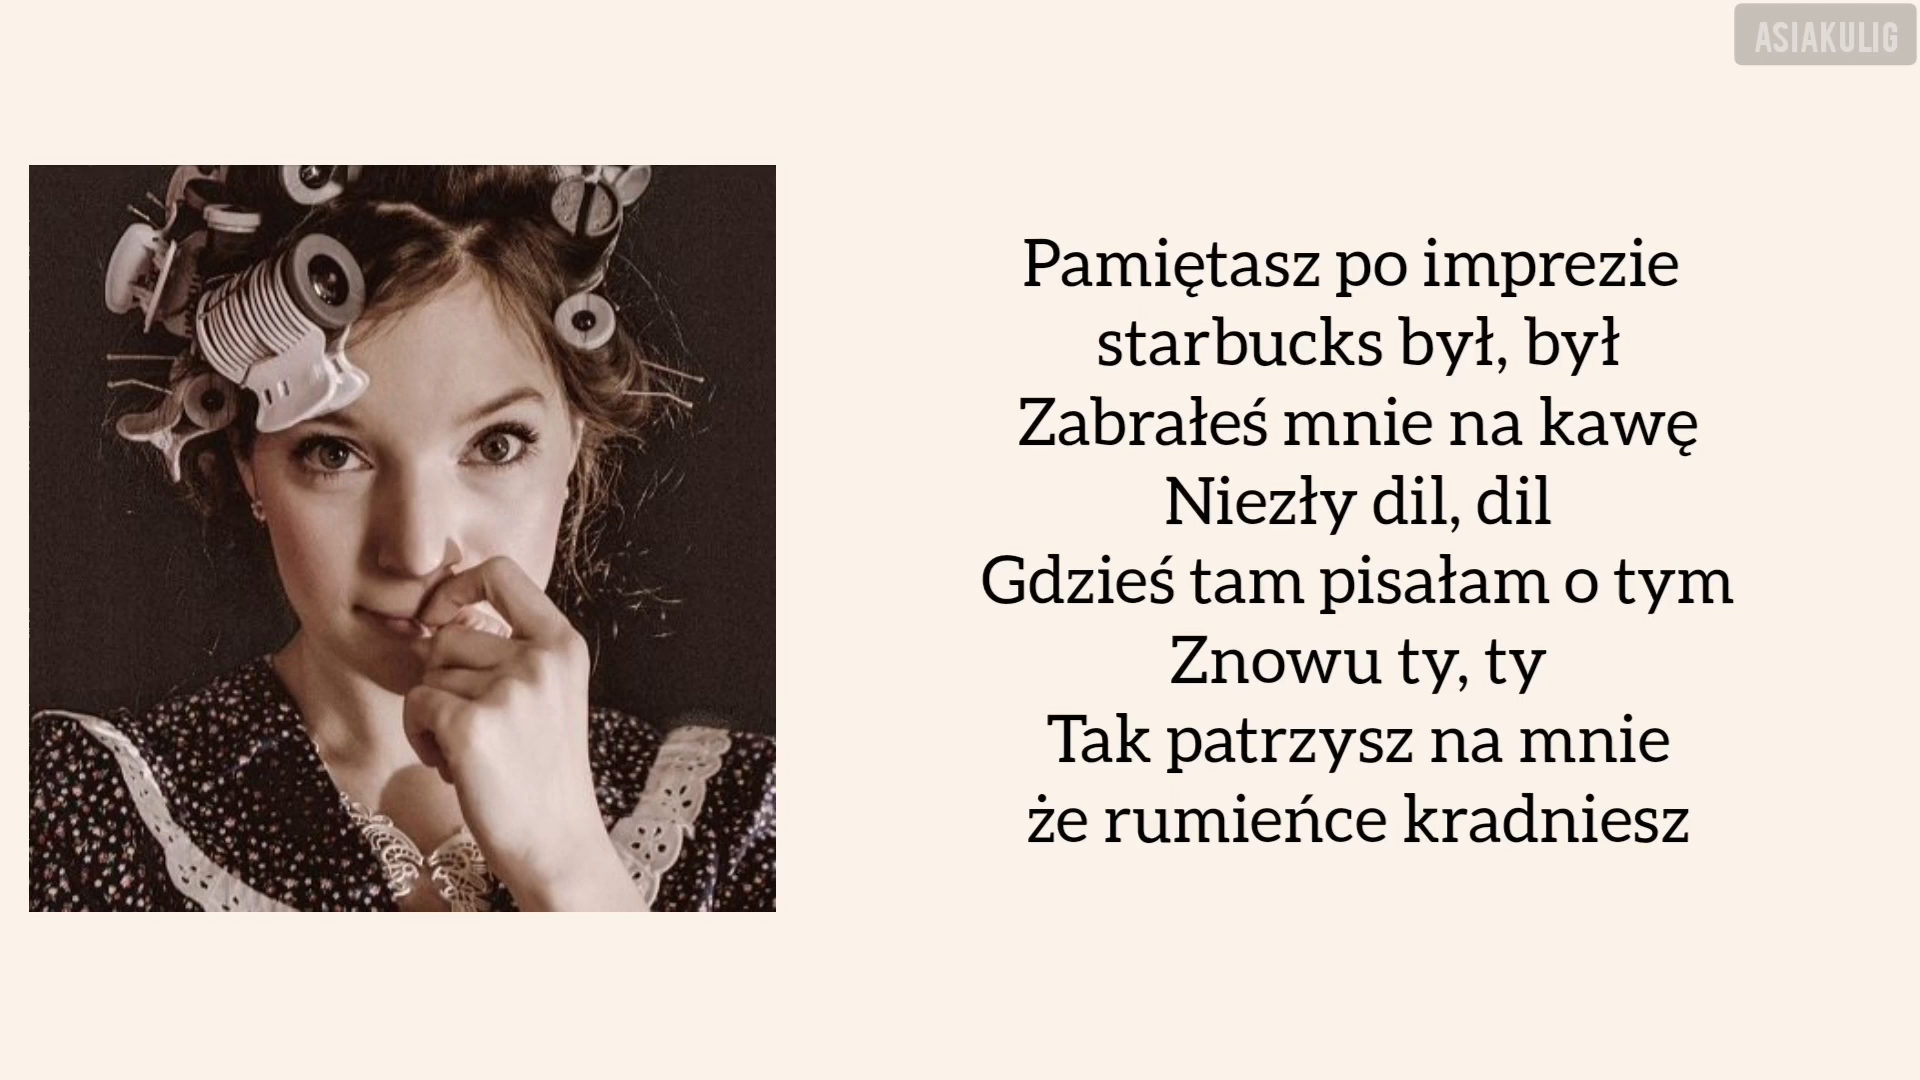 ASIAKULIG
Pamiętasz po imprezie
starbucks był, był
Zabrałeś mnie na kawę
Niezły dil, dil
Gdzieś tam pisałam o tym
Znowu ty, ty
Tak patrzysz na mnie
że rumieńce kradniesz